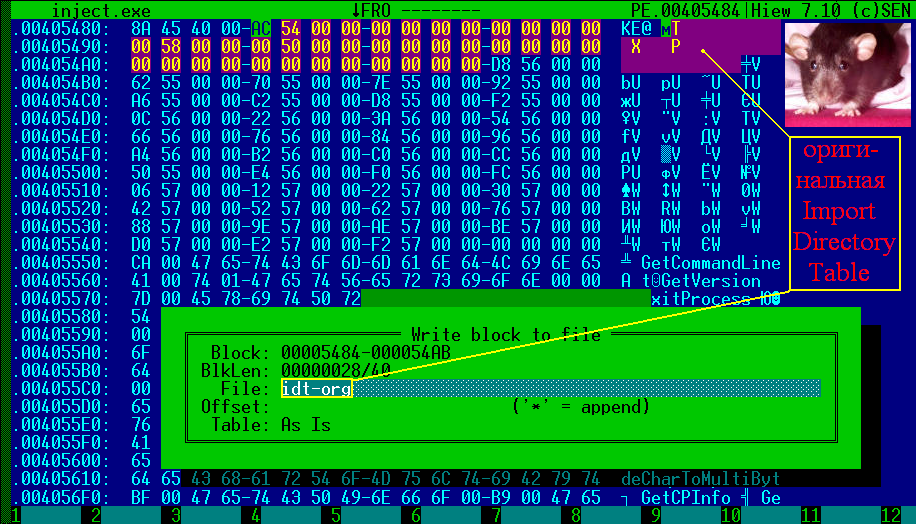 inject.exe ↓FRO -------- PE.00405484|Hiew 7.10 (c)SEN
.00405480: 8A 45 40 00-AC 54 00 00-00 00 00 00-00 00 00 00 KE@ мT
.00405490: 00 58 00 00-00 50 00 00-00 00 00 00-00 00 00 00 X P
.004054A0: 00 00 00 00-00 00 00 00-00 00 00 00-D8 56 00 00 ╪V
.004054B0: 62 55 00 00-70 55 00 00-7E 55 00 00-92 55 00 00 bU pU ~U ТU
.004054C0: A6 55 00 00-C2 55 00 00-D8 55 00 00-F2 55 00 00 жU ┬U ╪U ЄU
.004054D0: 0C 56 00 00-22 56 00 00-3A 56 00 00-54 56 00 00 ♀V "V :V TV
.004054E0: 66 56 00 00-76 56 00 00-84 56 00 00-96 56 00 00 fV vV ДV ЦV
.004054F0: A4 56 00 00-B2 56 00 00-C0 56 00 00-CC 56 00 00 дV ▓V └V ╠V
.00405500: 50 55 00 00-E4 56 00 00-F0 56 00 00-FC 56 00 00 PU фV ЁV №V
.00405510: 06 57 00 00-12 57 00 00-22 57 00 00-30 57 00 00 ♠W ↕W "W 0W
.00405520: 42 57 00 00-52 57 00 00-62 57 00 00-76 57 00 00 BW RW bW vW
.00405530: 88 57 00 00-9E 57 00 00-AE 57 00 00-BE 57 00 00 ИW ЮW оW ╛W
.00405540: D0 57 00 00-E2 57 00 00-F2 57 00 00-00 00 00 00 ╨W тW ЄW
.00405550: CA 00 47 65-74 43 6F 6D-6D 61 6E 64-4C 69 6E 65 ╩ GetCommandLine
.00405560: 41 00 74 01-47 65 74 56-65 72 73 69-6F 6E 00 00 A t☺GetVersion
.00405570: 7D 00 45 78-69 74 50 72 xitProcess
.00405580: 54
.00405590: 00
.004055A0: 6F
.004055B0: 64
.004055C0: 00
.004055D0: 65
.004055E0: 76
.004055F0: 41
.00405600: 65
.00405610: 64 65 43 68-61 72 54 6F-4D 75 6C 74-69 42 79 74 deCharToMultiByt
.004056F0: BF 00 47 65-74 43 50 49-6E 66 6F 00-B9 00 47 65 ┐ GetCPInfo ╣ Ge
Write block to file
Block: 00005484-000054AB
BlkLen: 00000028/40
File: idt-org
Offset: ('*' = append)
Table: As Is
ориги-
нальная
Import
Directory
Table
1 2 3 4 5 6 7 8 9 10 11 12